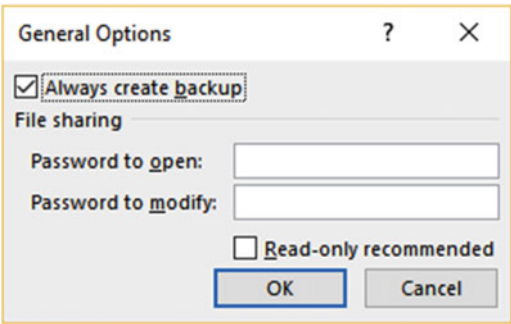 General Options ? ×
Always create backup
File sharing
Password to open:
Password to modify:
Read-only recommended
OK Cancel